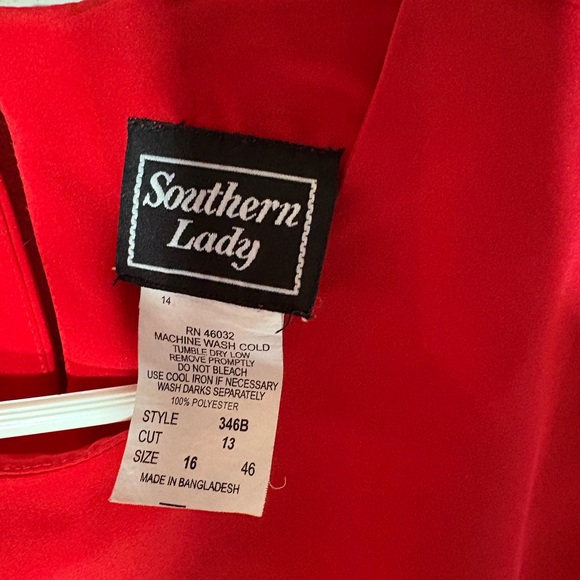 Southern
Lady
14
RN 46032
MACHINE WASH COLD
TUMBLE DRY LOW
REMOVE PROMPTLY
DO NOT BLEACH
USE COOL IRON IF NECESSARY
WASH DARKS SEPARATELY
100% POLYESTER
STYLE 346B
CUT 13
SIZE 16 46
MADE IN BANGLADESH